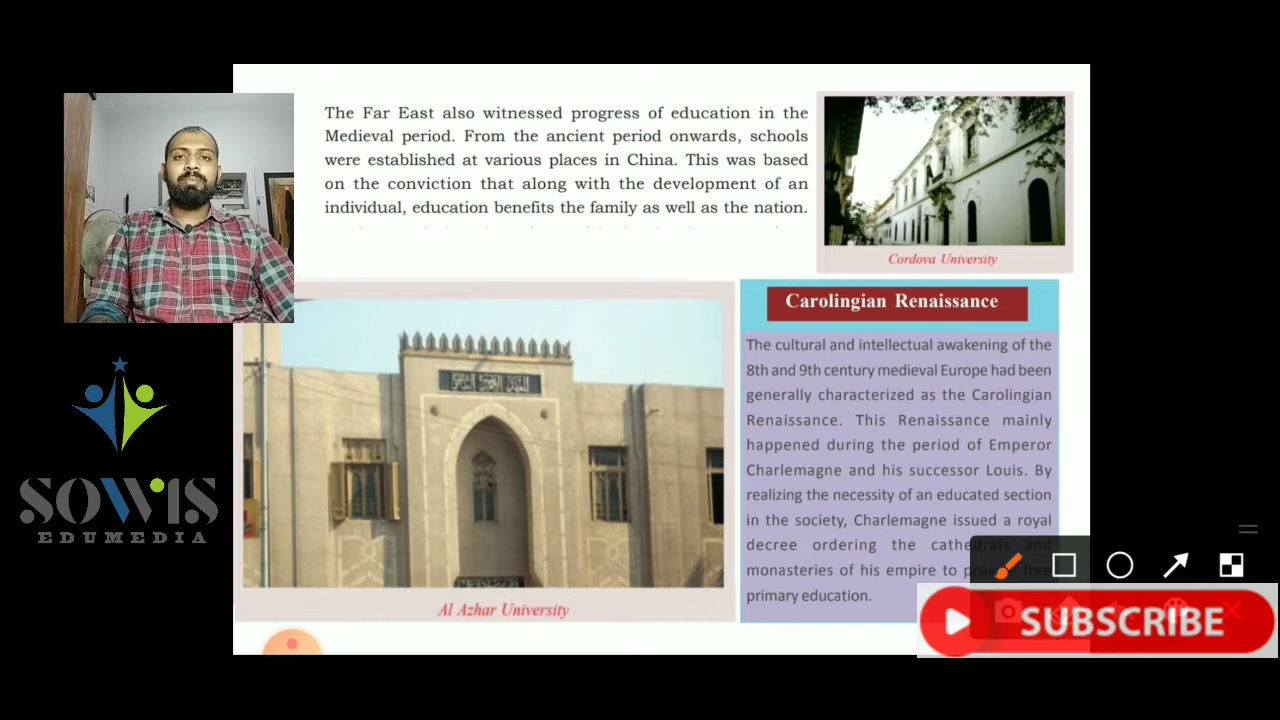 The Far East also witnessed progress of education in the
Medieval period. From the ancient period onwards, schools
were established at various places in China. This was based
on the conviction that along with the development of an
individual, education benefits the family as well as the nation.
Cordova University
Al Azhar University
Carolingian Renaissance
The cultural and intellectual awakening of the
8th and 9th century medieval Europe had been
generally characterized as the Carolingian
Renaissance. This Renaissance mainly
happened during the period of Emperor
Charlemagne and his successor Louis. By
realizing the necessity of an educated section
in the society, Charlemagne issued a royal
decree ordering the cathedrals and
monasteries of his empire to provide free
primary education.
SOWIS
EDUMEDIA
SUBSCRIBE